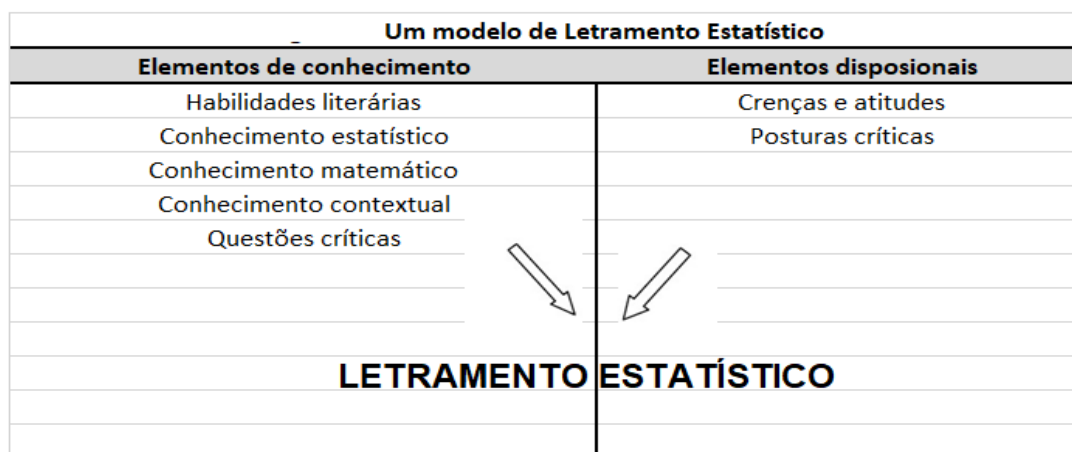 Um modelo de Letramento Estatístico
Elementos de conhecimento Elementos disposionais
Habilidades literárias Crenças e atitudes
Conhecimento estatístico Posturas críticas
Conhecimento matemático
Conhecimento contextual
Questões críticas
LETRAMENTO ESTATÍSTICO